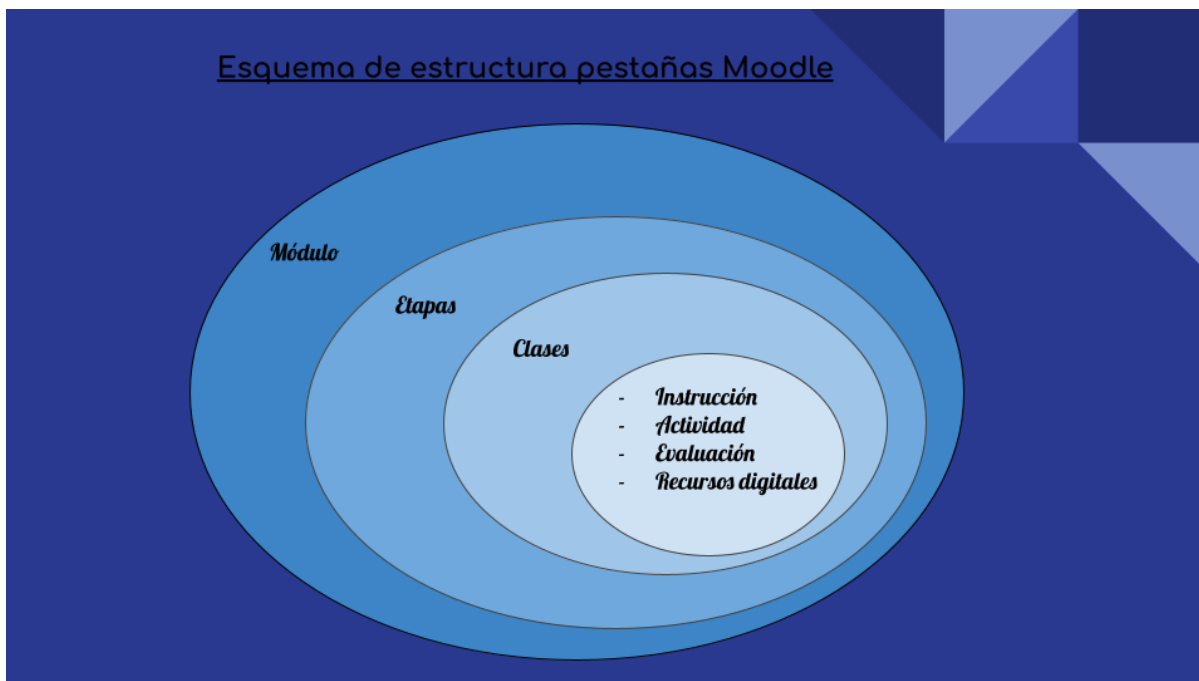 Esquema de estructura pestañas Moodle
Módulo
Etapas
Clases
- Instrucción
- Actividad
- Evaluación
- Recursos digitales